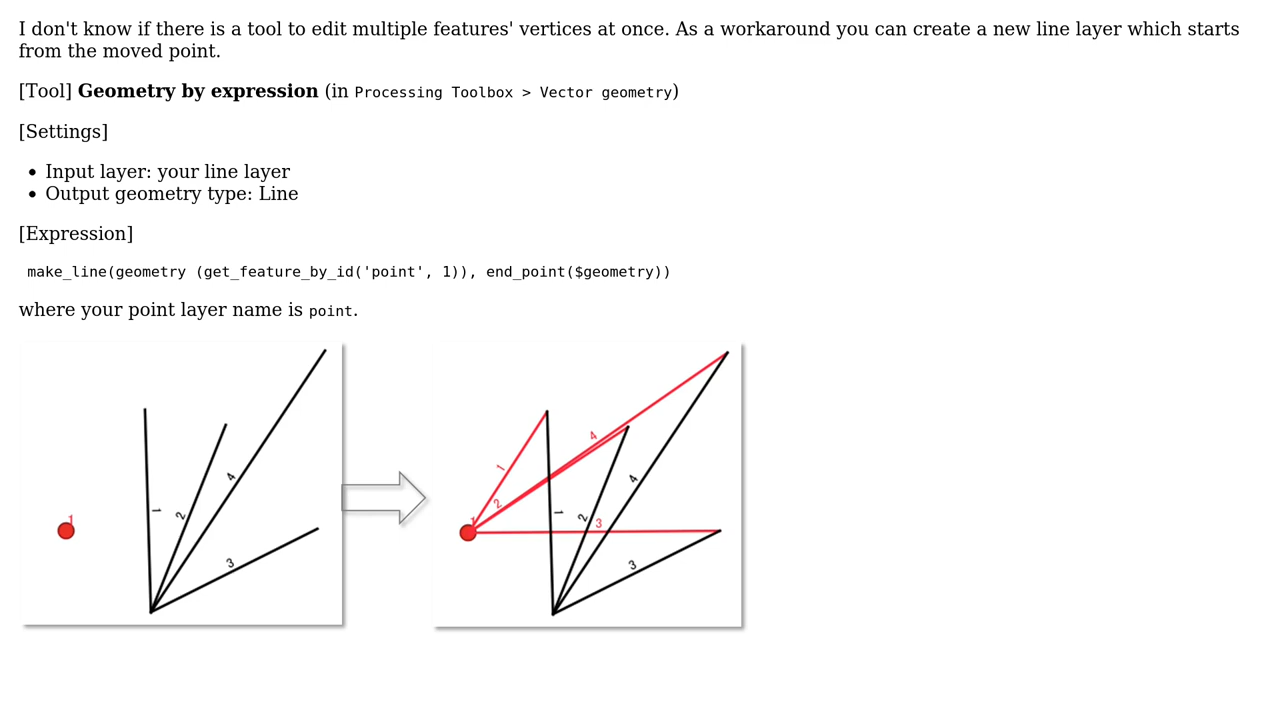 I don't know if there is a tool to edit multiple features' vertices at once. As a workaround you can create a new line layer which starts
from the moved point.
[Tool] Geometry by expression (in Processing Toolbox > Vector geometry)
[Settings]
• Input layer: your line layer
• Output geometry type: Line
[Expression]
make_line(geometry (get_feature_by_id('point', 1)), end_point($geometry))
where your point layer name is point.
1
1
2
4
3
1
1
2
4
3
1
2
4
3